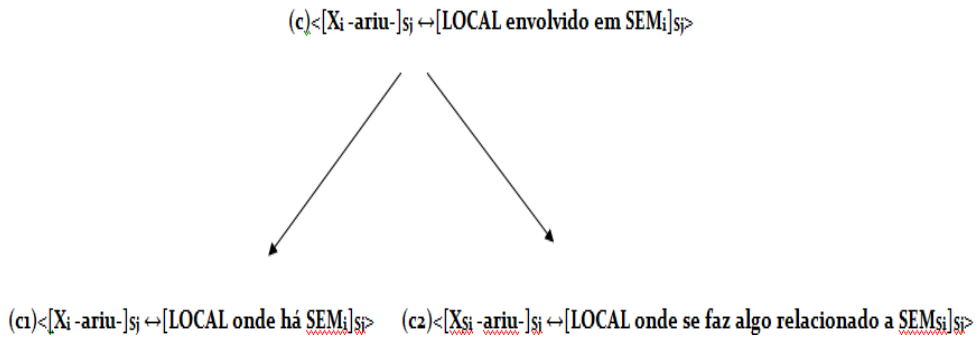 (c)<[Xi -ariu-]Sj ↔[LOCAL envolvido em SEMi]Sj>
(c1)<[Xi -ariu-]Sj ↔[LOCAL onde há SEMi]Sj> (c2)<[XSi -ariu-]Sj ↔[LOCAL onde se faz algo relacionado a SEMSi]Sj>